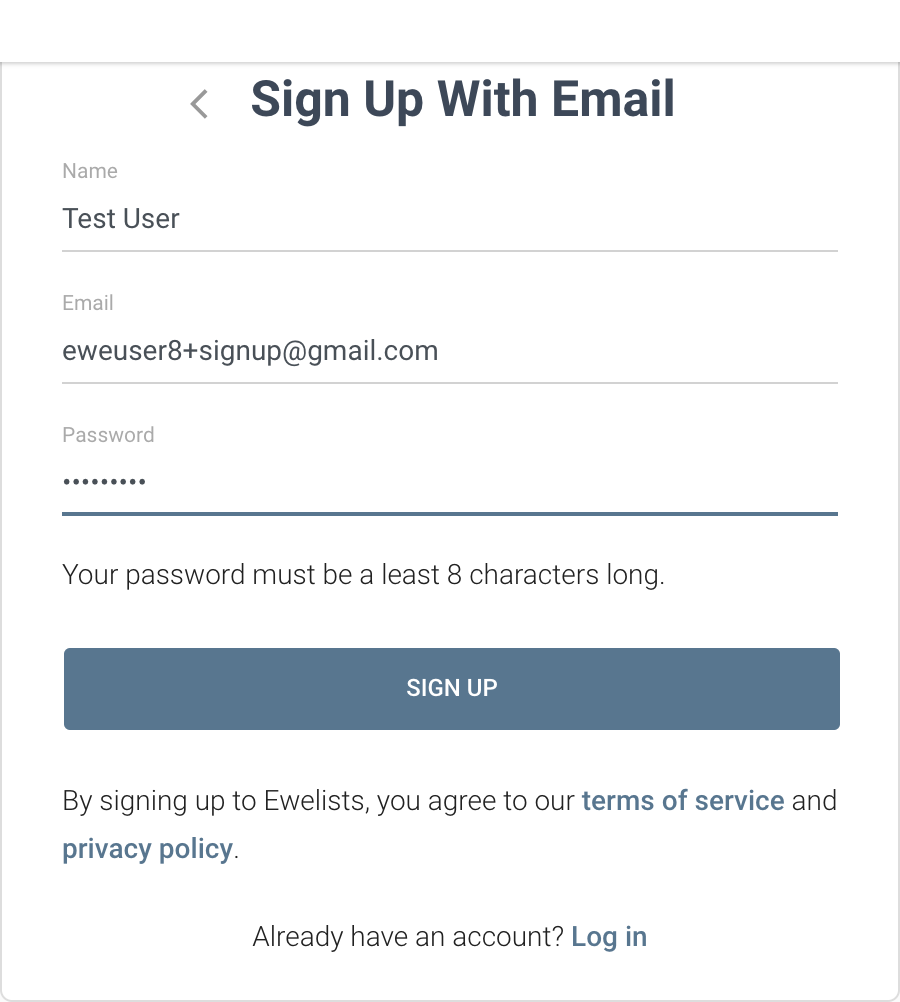 Sign Up With Email
Name
Test User
Email
eweuser8+signup@gmail.com
Password
•••••••••
Your password must be a least 8 characters long.
SIGN UP
By signing up to Ewelists, you agree to our terms of service and
privacy policy.
Already have an account? Log in